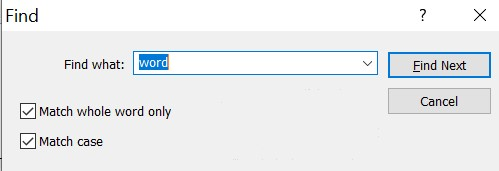 Find ?
Find what: word Find Next
Cancel
Match whole word only
Match case